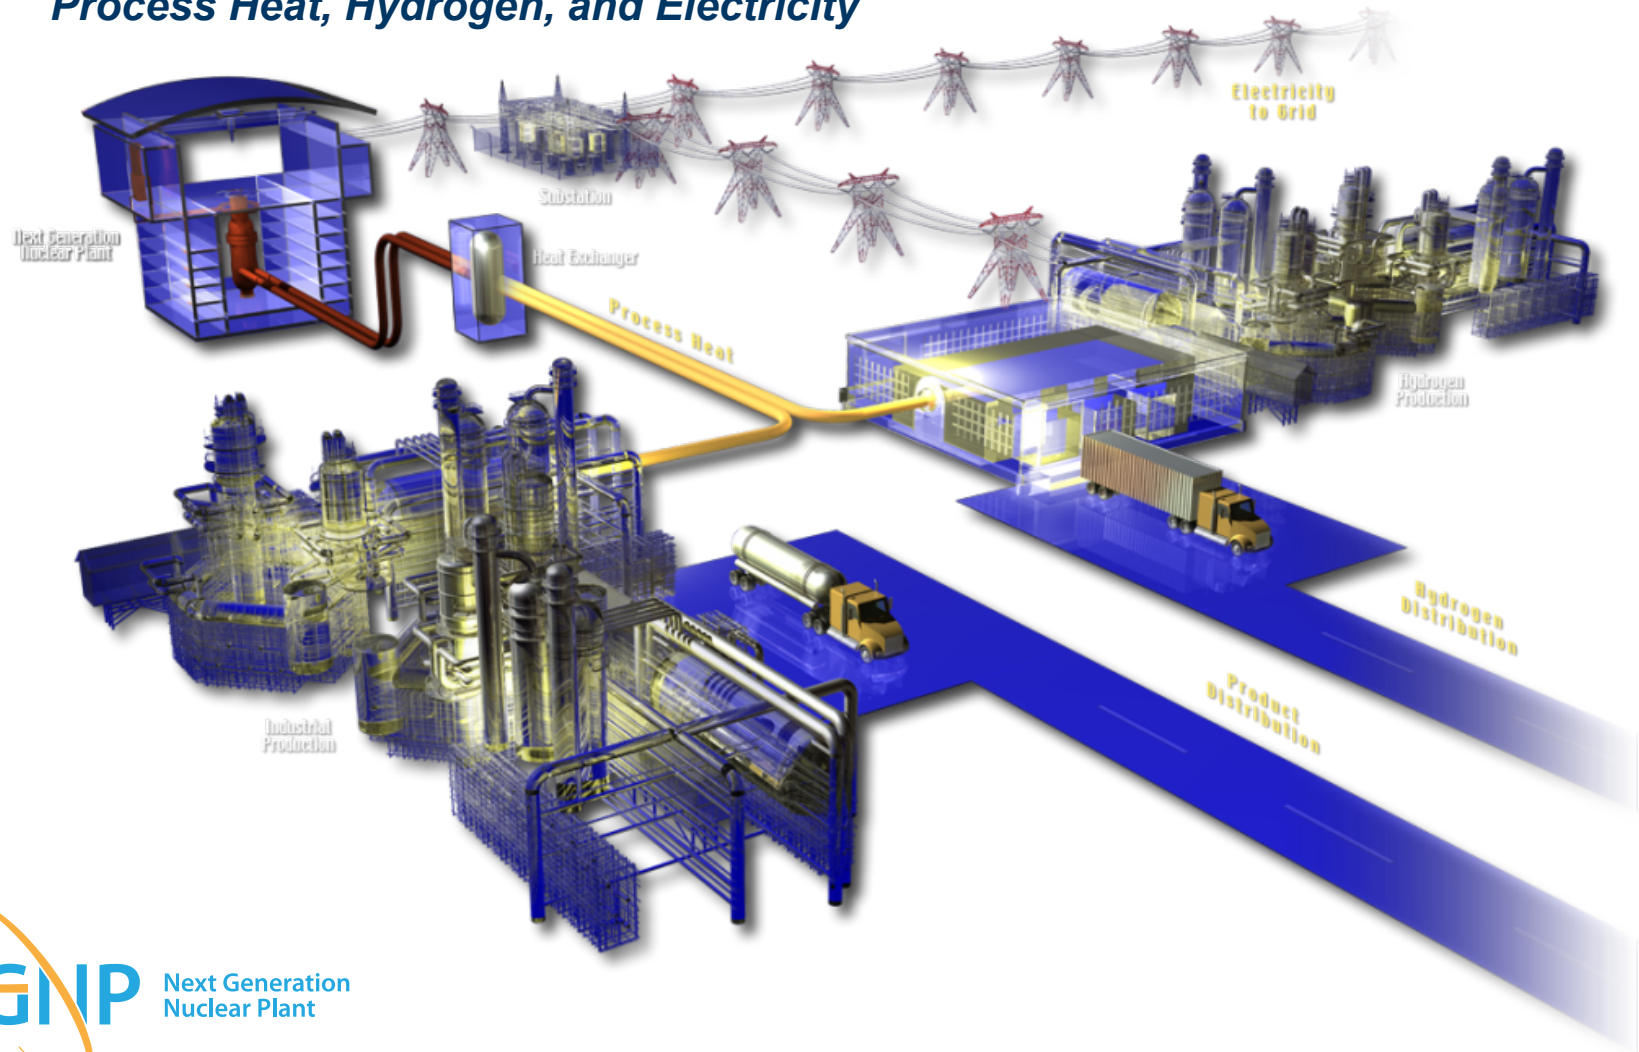 Process Heat, Hydrogen, and Electricity
Electricity
to Grid
Substation
Next Generation
Nuclear Plant
Heat Exchanger
Process Heat
Hydrogen
Production
Hydrogen
Distribution
Product
Distribution
Industrial
Production
GNP
Next Generation
Nuclear Plant